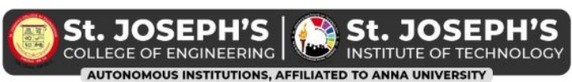 St. JOSEPH'S
COLLEGE OF ENGINEERING
St. JOSEPH'S
INSTITUTE OF TECHNOLOGY
AUTONOMOUS INSTITUTIONS, AFFILIATED TO ANNA UNIVERSITY